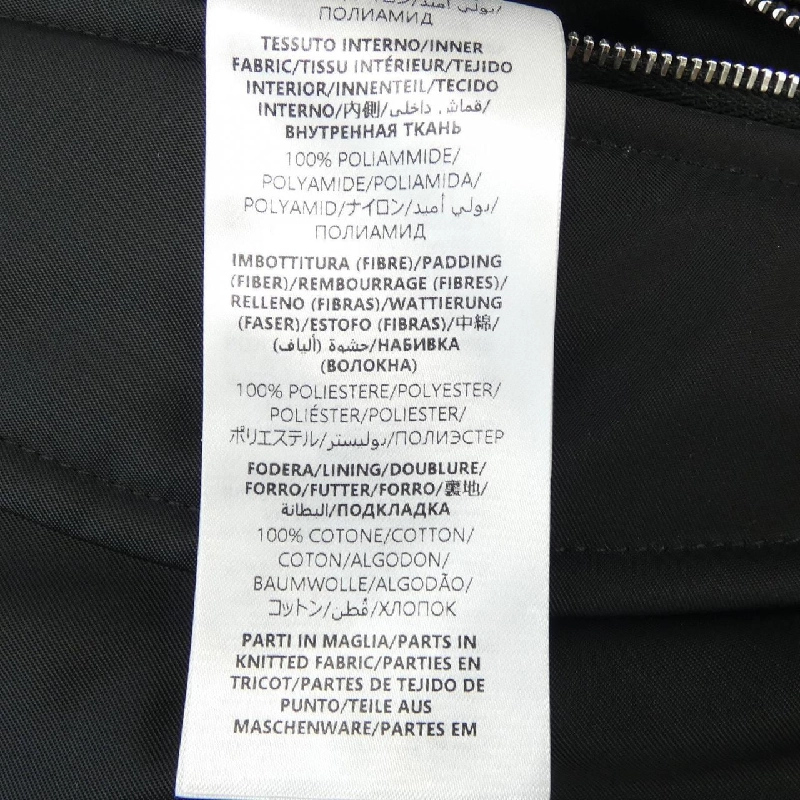 ПОЛИАМИД
TESSUTO INTERNO/INNER
FABRIC/TISSU INTÉRIEUR/TEJIDO
INTERIOR/INNENTEIL/TECIDO
INTERNO/内側/قماش, داخلي/
ВНУТРЕННАЯ ТКАНЬ
100% POLIAMMIDE/
POLYAMIDE/POLIAMIDA/
POLYAMID/ナイロン/بولي أميد/
ПОЛИАМИД
IMBOTTITURA (FIBRE)/PADDING
(FIBER)/REMBOURRAGE (FIBRES)/
RELLENO (FIBRAS)/WATTIERUNG
(FASER)/ESTOFO (FIBRAS)/中綿/
حشوة (ألياف)/НАБИВКА
(ВОЛОКНА)
100% POLIESTERE/POLYESTER/
POLIÉSTER/POLIESTER/
ポリエステル/بوليستر/ПОЛИЭСТЕР
FODERA/LINING/DOUBLURE/
FORRO/FUTTER/FORRO/裏地/
البطانة/ПОДКЛАДКА
100% COTONE/COTTON/
COTON/ALGODON/
BAUMWOLLE/ALGODÃO/
コットン/قُطن/ХЛОПОК
PARTI IN MAGLIA/PARTS IN
KNITTED FABRIC/PARTIES EN
TRICOT/PARTES DE TEJIDO DE
PUNTO/TEILE AUS
MASCHENWARE/PARTES EM